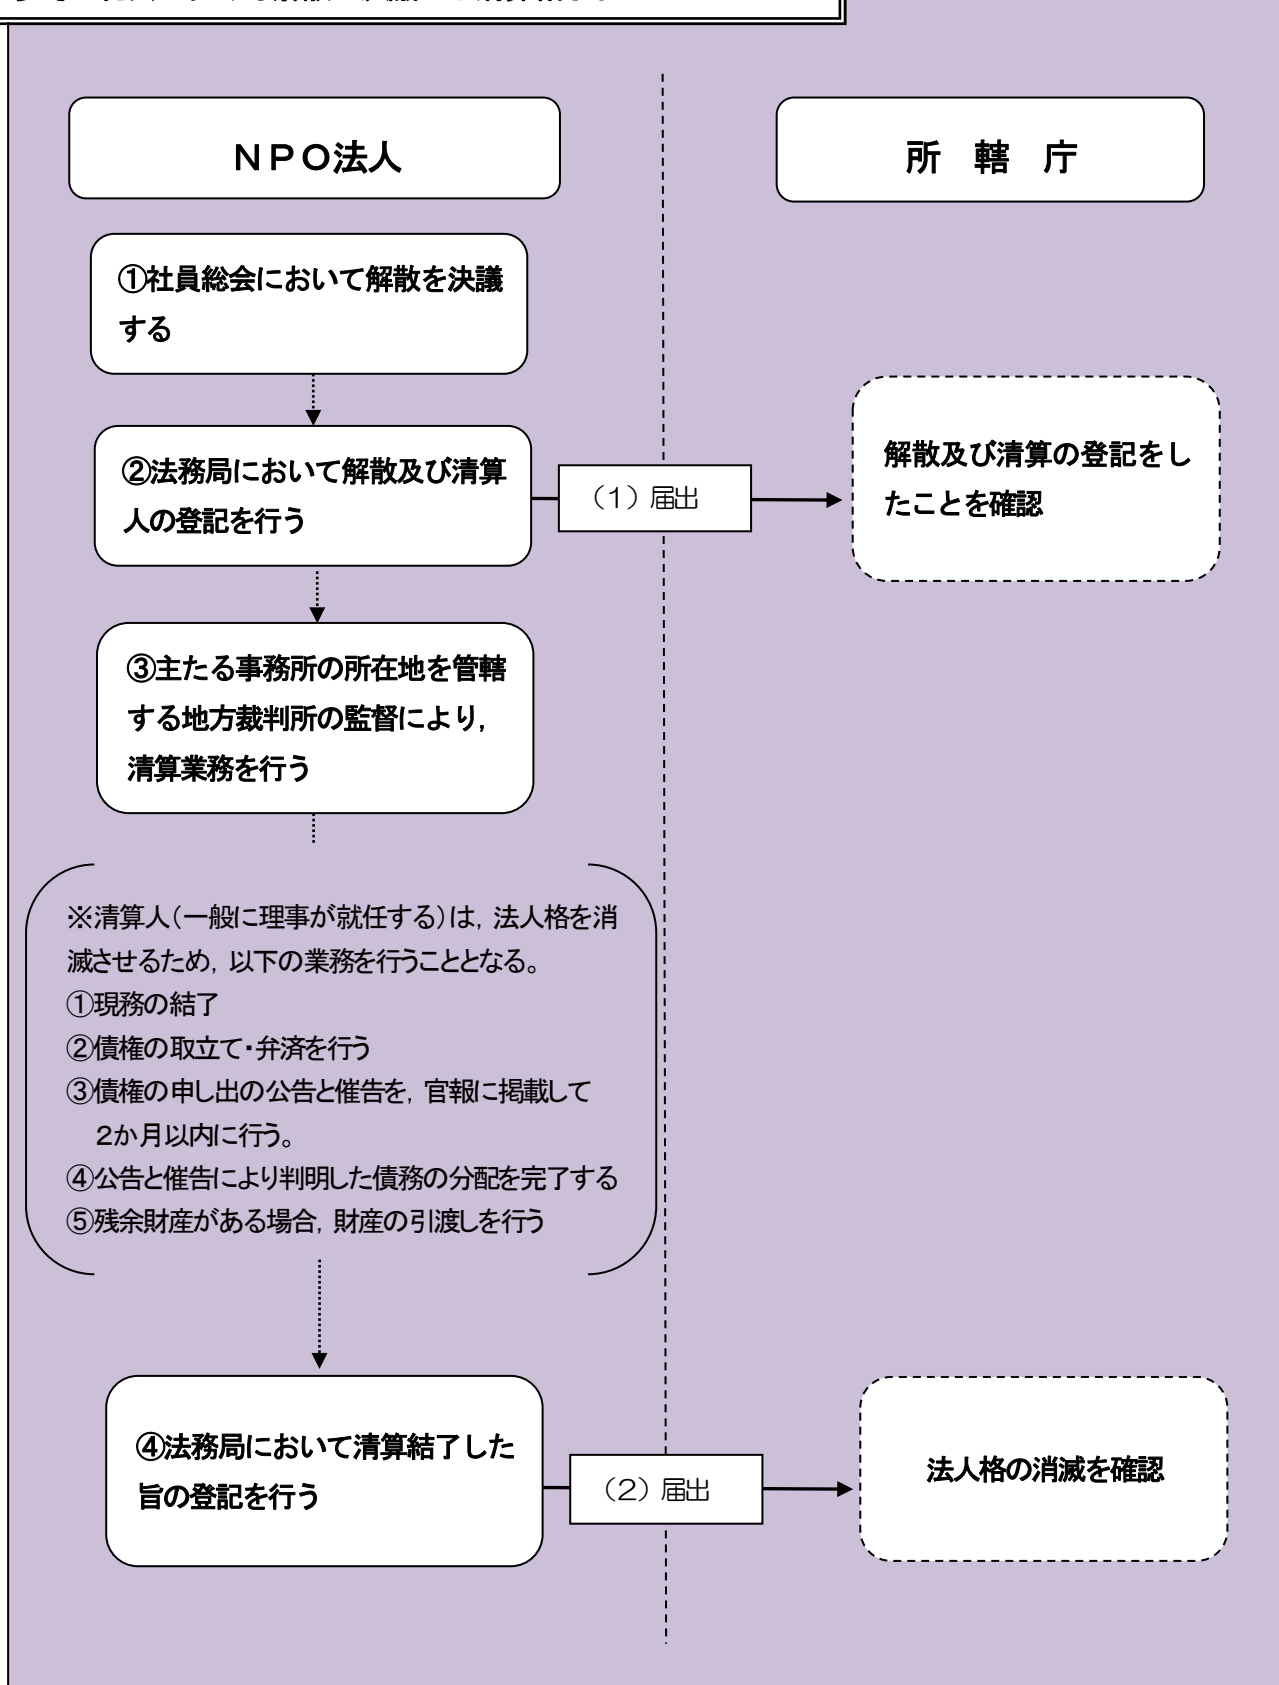 NPO法人
所 轄 庁
①社員総会において解散を決議
する
②法務局において解散及び清算
人の登記を行う
(1)届出
解散及び清算の登記をし
たことを確認
③主たる事務所の所在地を管轄
する地方裁判所の監督により,
清算業務を行う
※清算人(一般に理事が就任する)は,法人格を消
滅させるため,以下の業務を行うこととなる。
①現務の結了
②債権の取立て・弁済を行う
③債権の申し出の公告と催告を,官報に掲載して
2か月以内に行う。
④公告と催告により判明した債務の分配を完了する
⑤残余財産がある場合,財産の引渡しを行う
④法務局において清算結了した
旨の登記を行う
(2)届出
法人格の消滅を確認